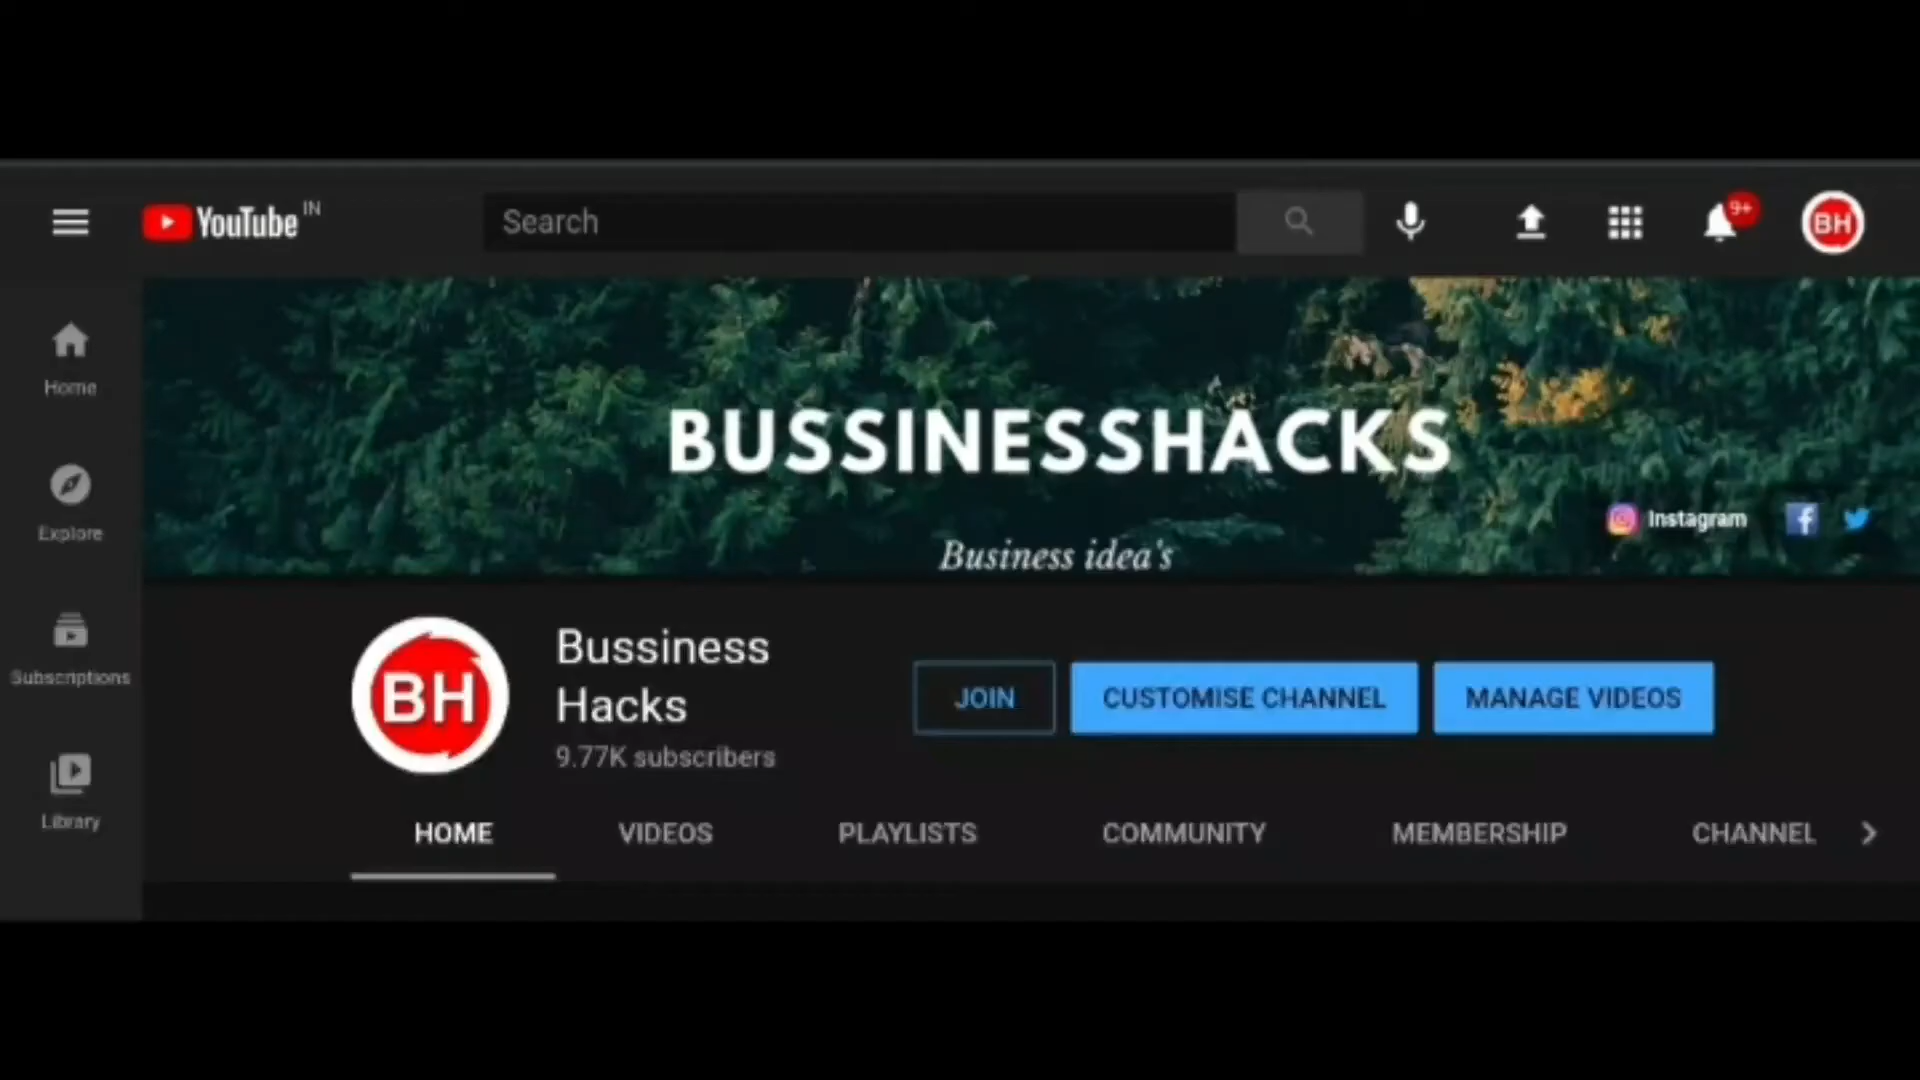 YouTube IN
Search
9+
BH
Home
BUSSINESSHACKS
Explore
Instagram
Business idea's
Subscriptions
BH
Bussiness
Hacks
9.77K subscribers
JOIN
CUSTOMISE CHANNEL
MANAGE VIDEOS
Library
HOME
VIDEOS
PLAYLISTS
COMMUNITY
MEMBERSHIP
CHANNEL